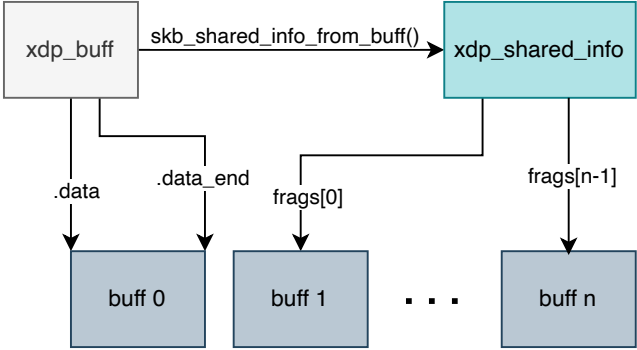 xdp_buff
skb_shared_info_from_buff()
xdp_shared_info
.data
.data_end
frags[0]
frags[n-1]
buff 0
buff 1
. . .
buff n